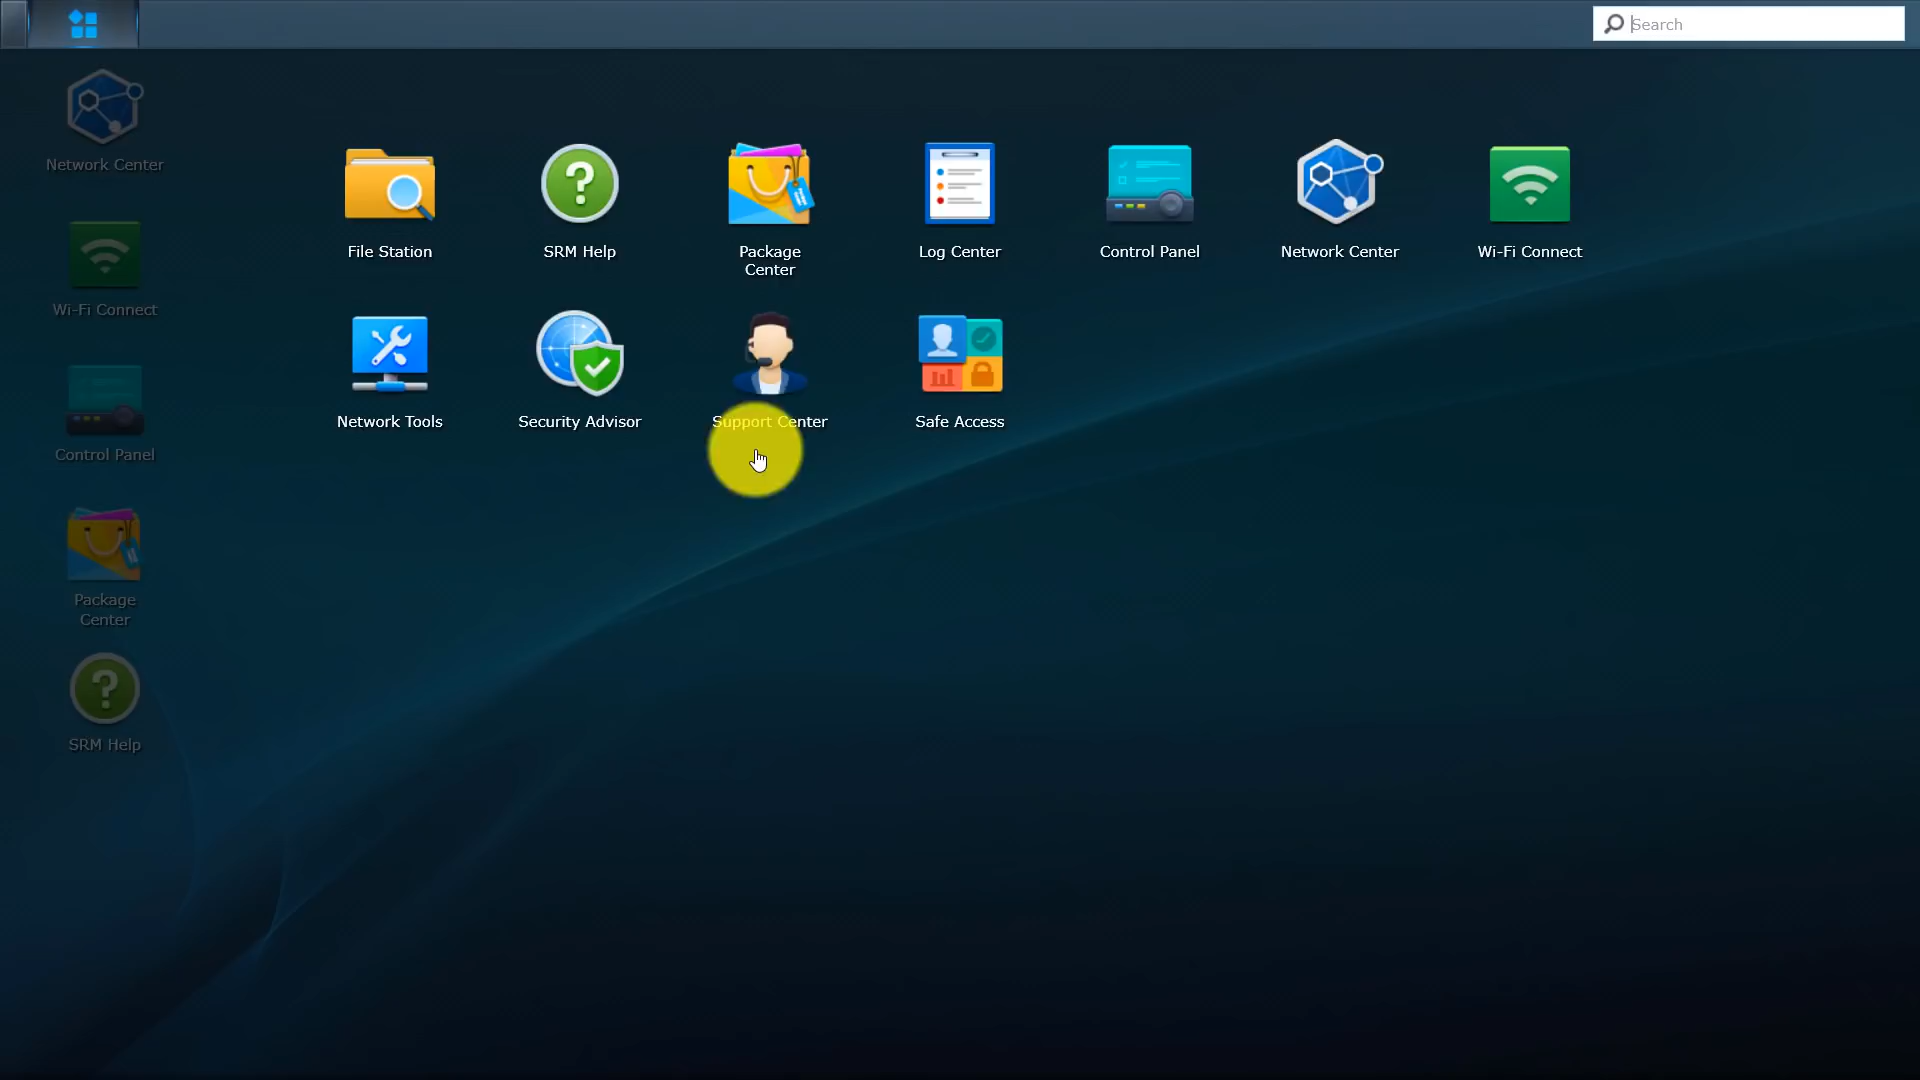 Search
Network Center
Wi-Fi Connect
Control Panel
Package
Center
SRM Help
File Station
SRM Help
Package
Center
Log Center
Control Panel
Network Center
Wi-Fi Connect
Network Tools
Security Advisor
Support Center
Safe Access